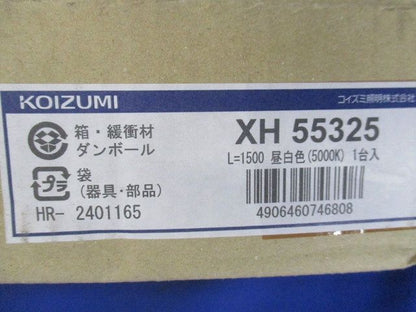 KOIZUMI
コイズミ照明株式会社
箱・緩衝材
ダンボール
プラ
袋
(器具・部品)
HR- 2401165
XH 55325
L=1500 昼白色(5000K) 1台入
4906460746808